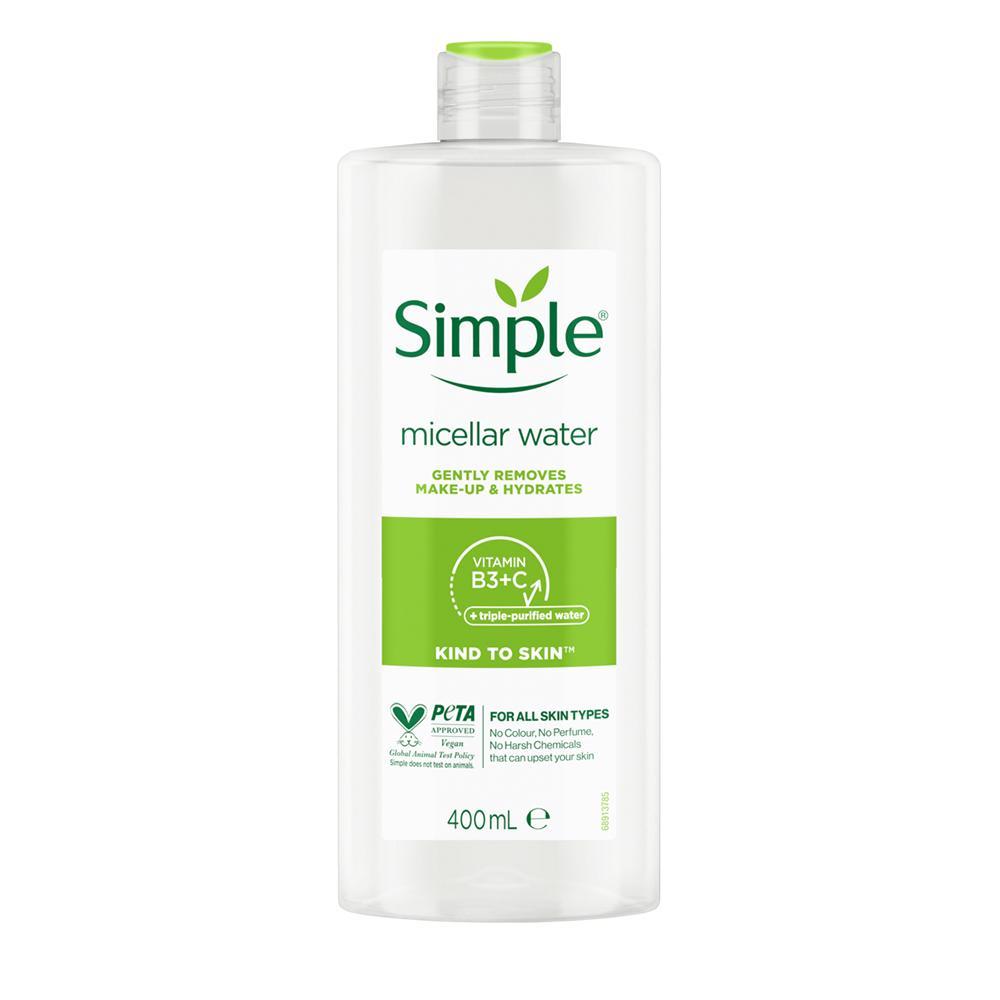 Simple®
micellar water
GENTLY REMOVES
MAKE-UP & HYDRATES
VITAMIN
B3+C
+ triple-purified water
KIND TO SKIN™
PETA
APPROVED
Vegan
Global Animal Test Policy
Simple does not test on animals.
FOR ALL SKIN TYPES
No Colour, No Perfume,
No Harsh Chemicals
that can upset your skin
400mL e
68913785